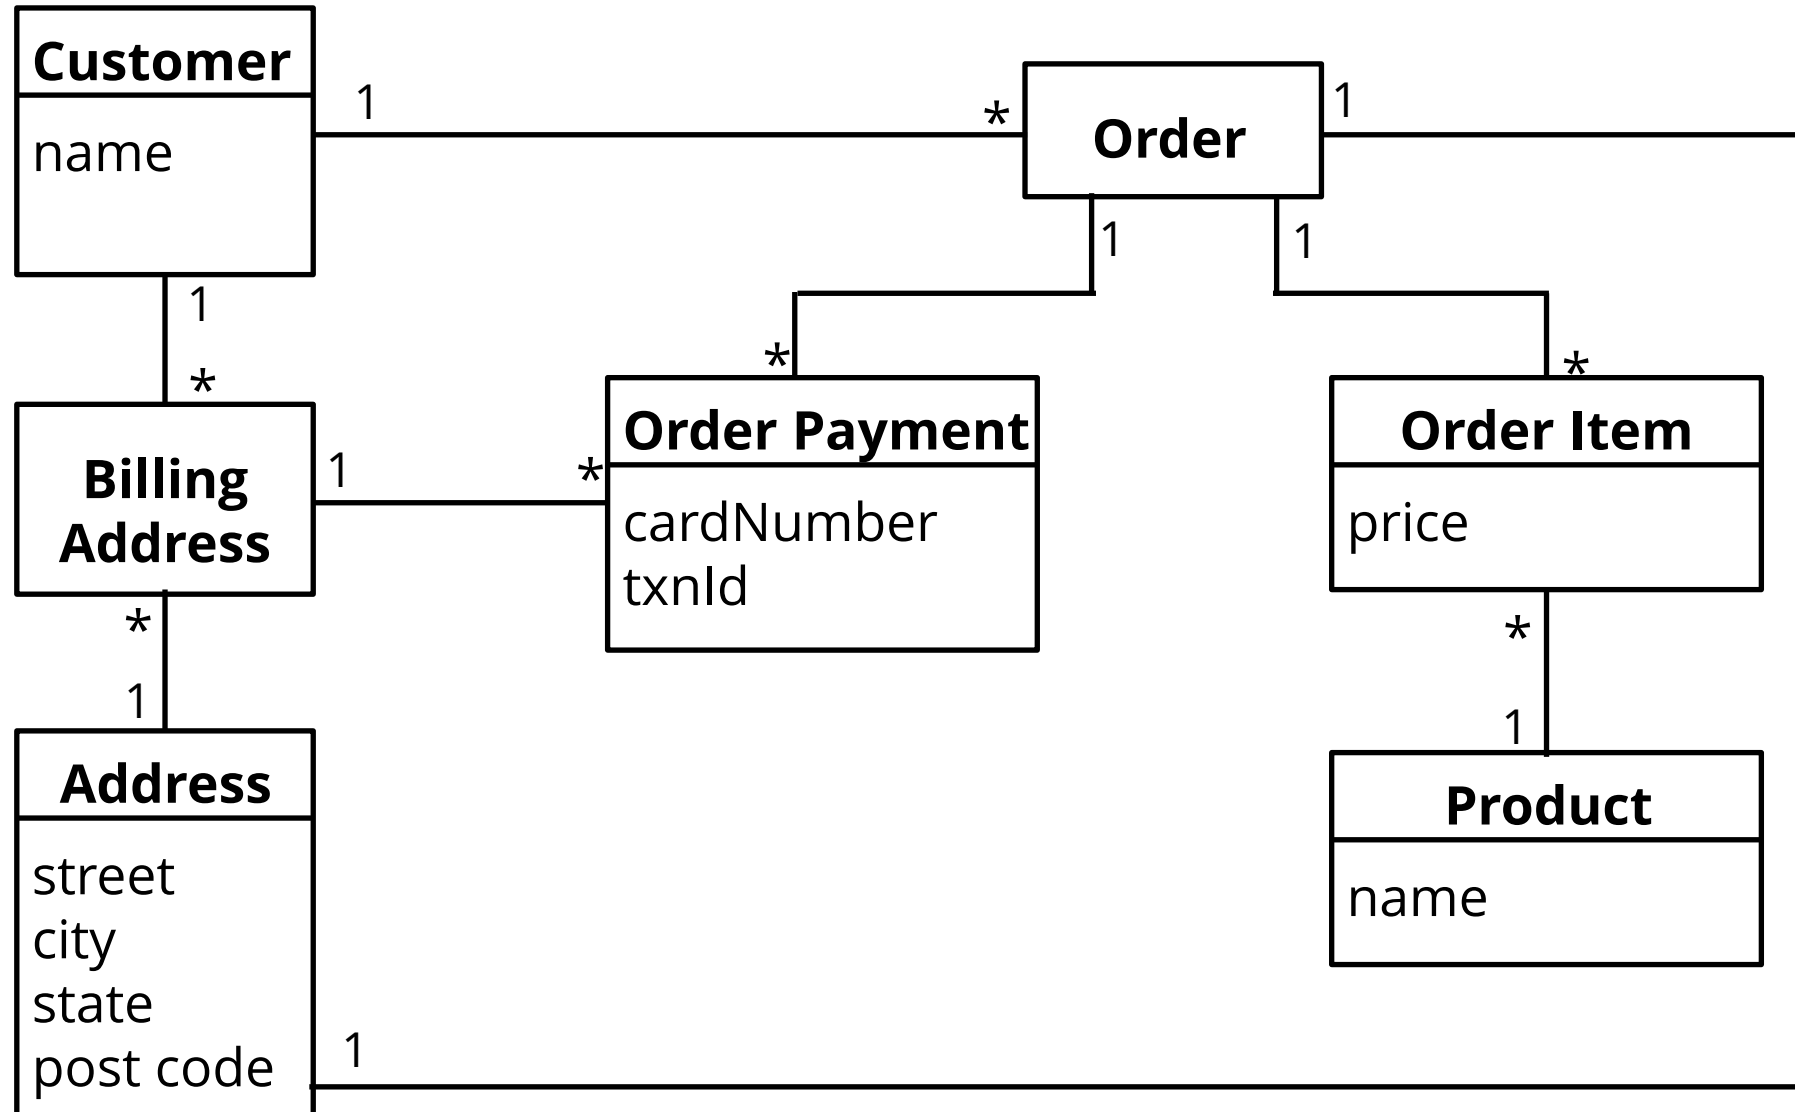 Customer
name
1
*
Order
1
1
1
1
*
*
*
Billing
Address
1
*
Order Payment
cardNumber
txnId
Order Item
price
*
1
*
1
Address
street
city
state
post code
1
Product
name